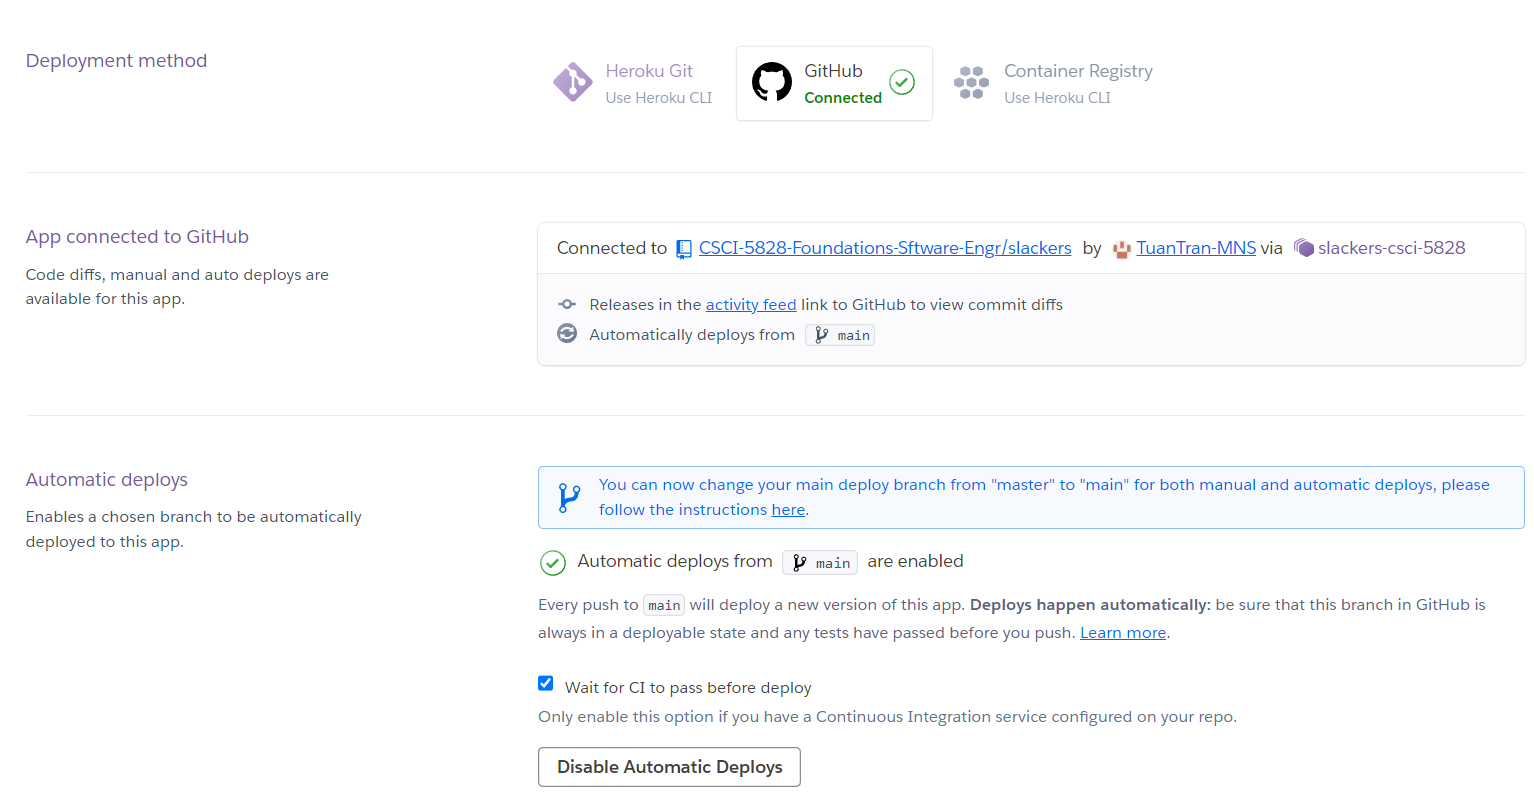 Deployment method
Heroku Git
Use Heroku CLI
GitHub
Connected
Container Registry
Use Heroku CLI
App connected to GitHub
Code diffs, manual and auto deploys are
available for this app.
Connected to CSCI-5828-Foundations-Sftware-Engr/slackers by TuanTran-MNS via slackers-csci-5828
Releases in the activity feed link to GitHub to view commit diffs
Automatically deploys from main
Automatic deploys
Enables a chosen branch to be automatically
deployed to this app.
You can now change your main deploy branch from "master" to "main" for both manual and automatic deploys, please
follow the instructions here.
Automatic deploys from main are enabled
Every push to main will deploy a new version of this app. Deploys happen automatically: be sure that this branch in GitHub is
always in a deployable state and any tests have passed before you push. Learn more.
Wait for CI to pass before deploy
Only enable this option if you have a Continuous Integration service configured on your repo.
Disable Automatic Deploys